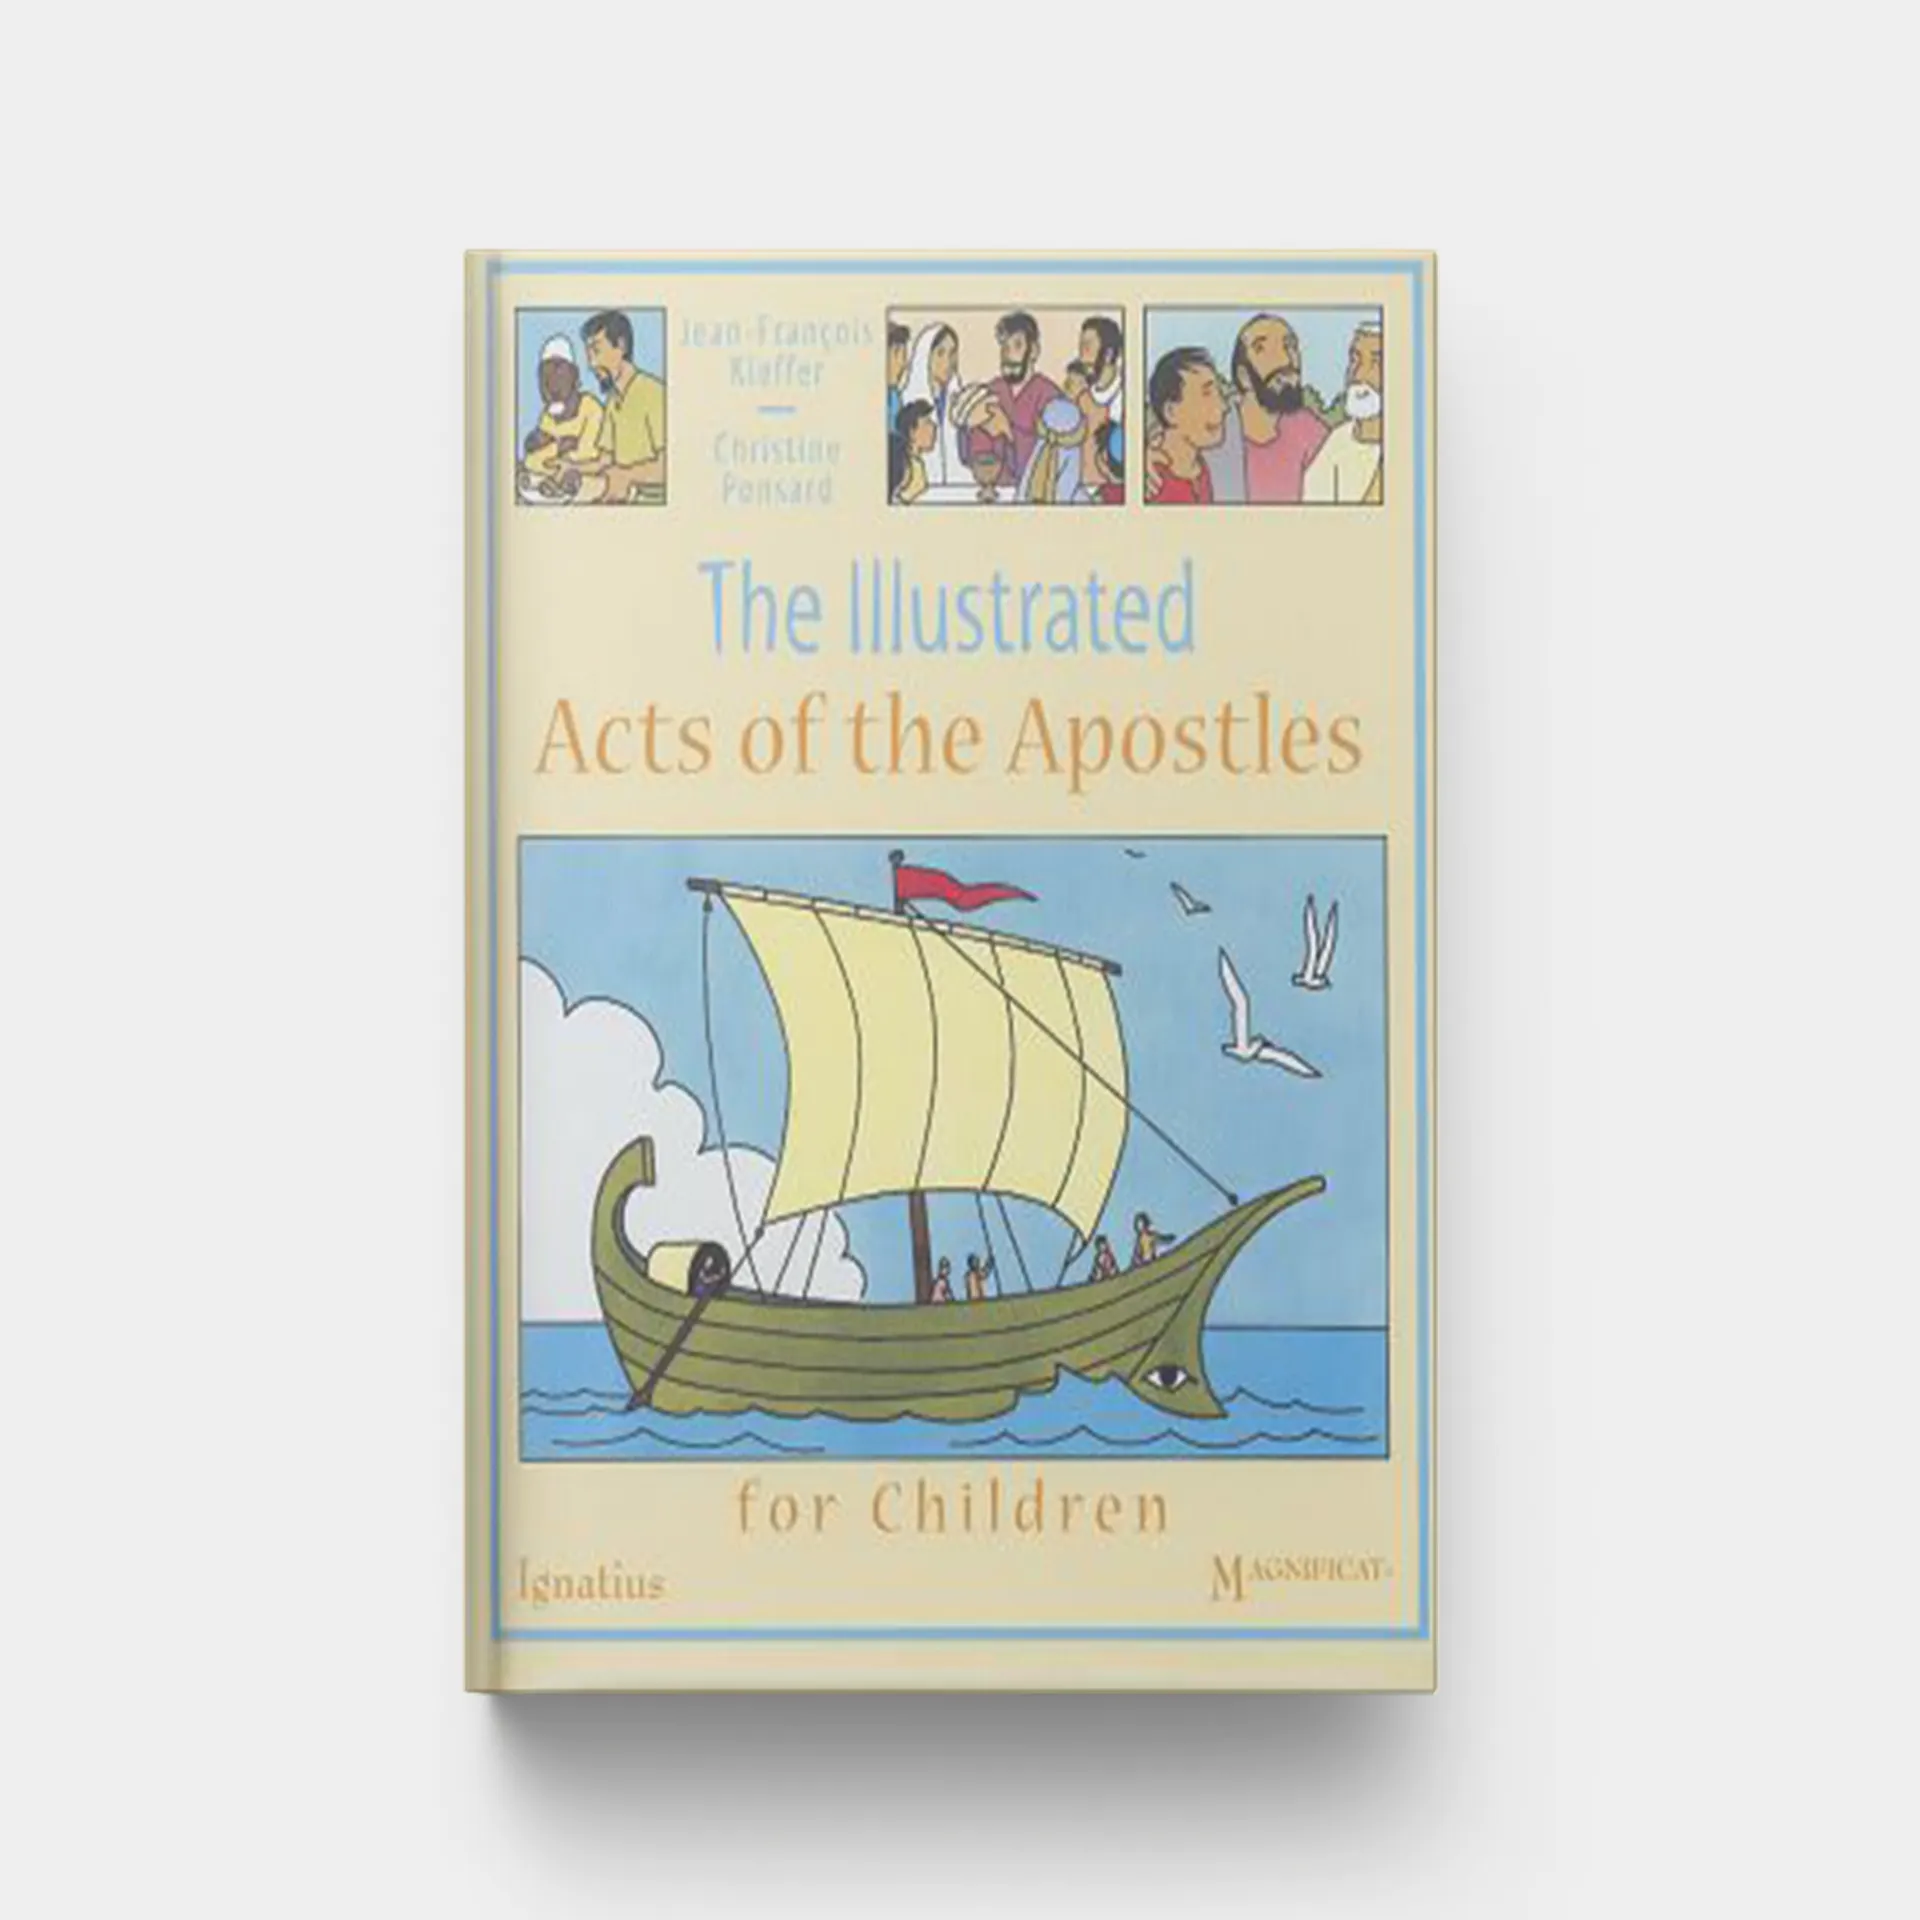 Jean-François
Kieffer
Christine
Ponsard
The Illustrated
Acts of the Apostles
for Children
Ignatius
MAGNIFICAT